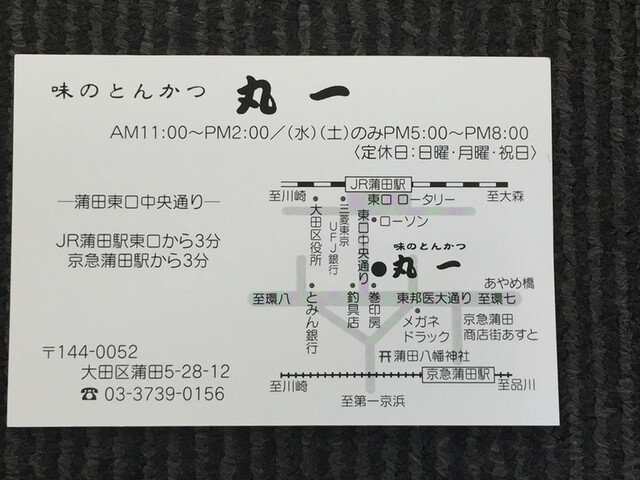 味のとんかつ 丸一
AM11:00～PM2:00／(水)(土)のみPM5:00～PM8:00
〈定休日:日曜・月曜・祝日〉
―蒲田東口中央通り―
JR蒲田駅東口から3分
京急蒲田駅から3分
〒144-0052
大田区蒲田5-28-12
☎ 03-3739-0156
JR蒲田駅
至川崎
東口 ロータリー
至大森
大田区役所
三菱東京UFJ銀行
東口中央通り
ローソン
味のとんかつ
丸一
あやめ橋
至環八
とみん銀行
釣具店
巻印房
東邦医大通り
至環七
メガネドラッグ
京急蒲田
商店街あすと
蒲田八幡神社
至川崎
京急蒲田駅
至品川
至第一京浜